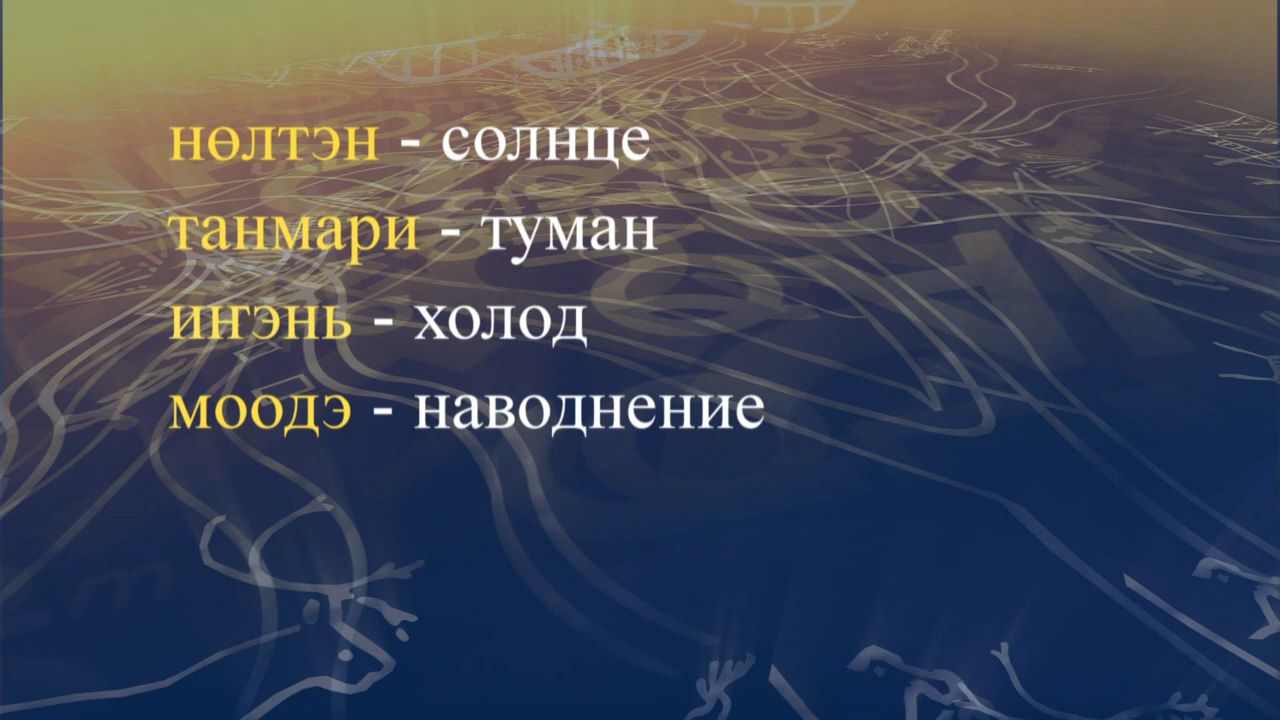 нөлтэн - солнце
танмари - туман
иҥэнь - холод
моодэ - наводнение